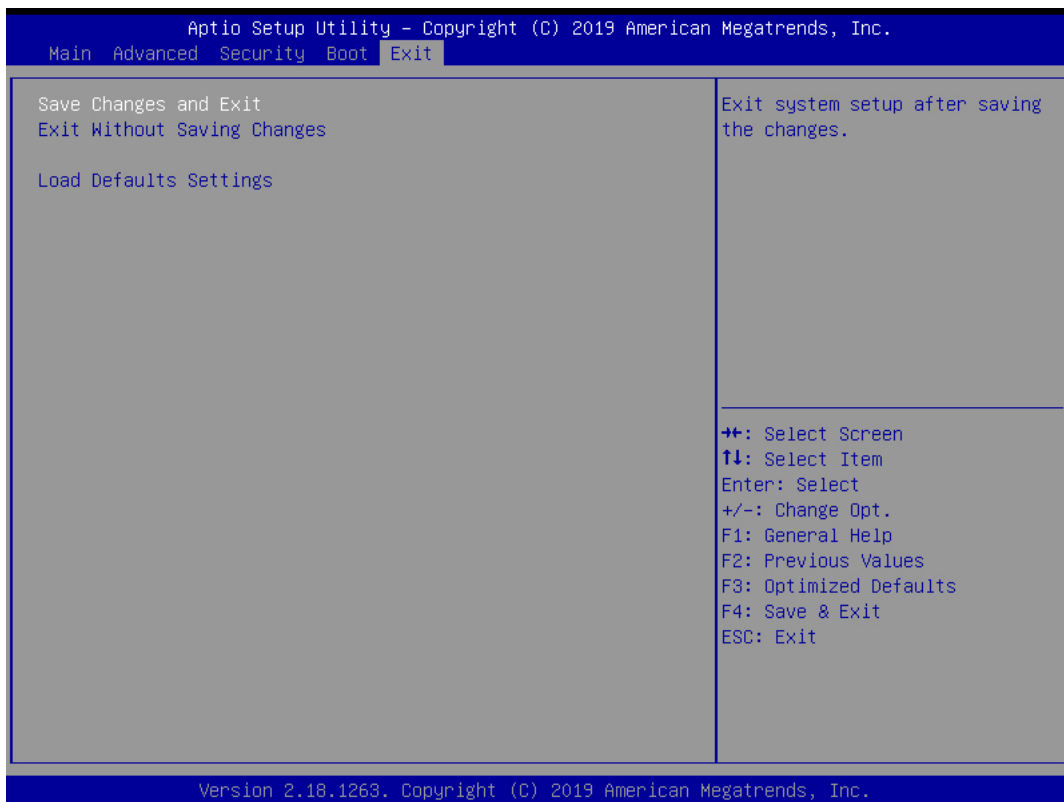 Aptio Setup Utility – Copyright (C) 2019 American Megatrends, Inc.
Main Advanced Security Boot Exit
Save Changes and Exit
Exit Without Saving Changes
Load Defaults Settings
Exit system setup after saving
the changes.
→←: Select Screen
↑↓: Select Item
Enter: Select
+/-: Change Opt.
F1: General Help
F2: Previous Values
F3: Optimized Defaults
F4: Save & Exit
ESC: Exit
Version 2.18.1263. Copyright (C) 2019 American Megatrends, Inc.